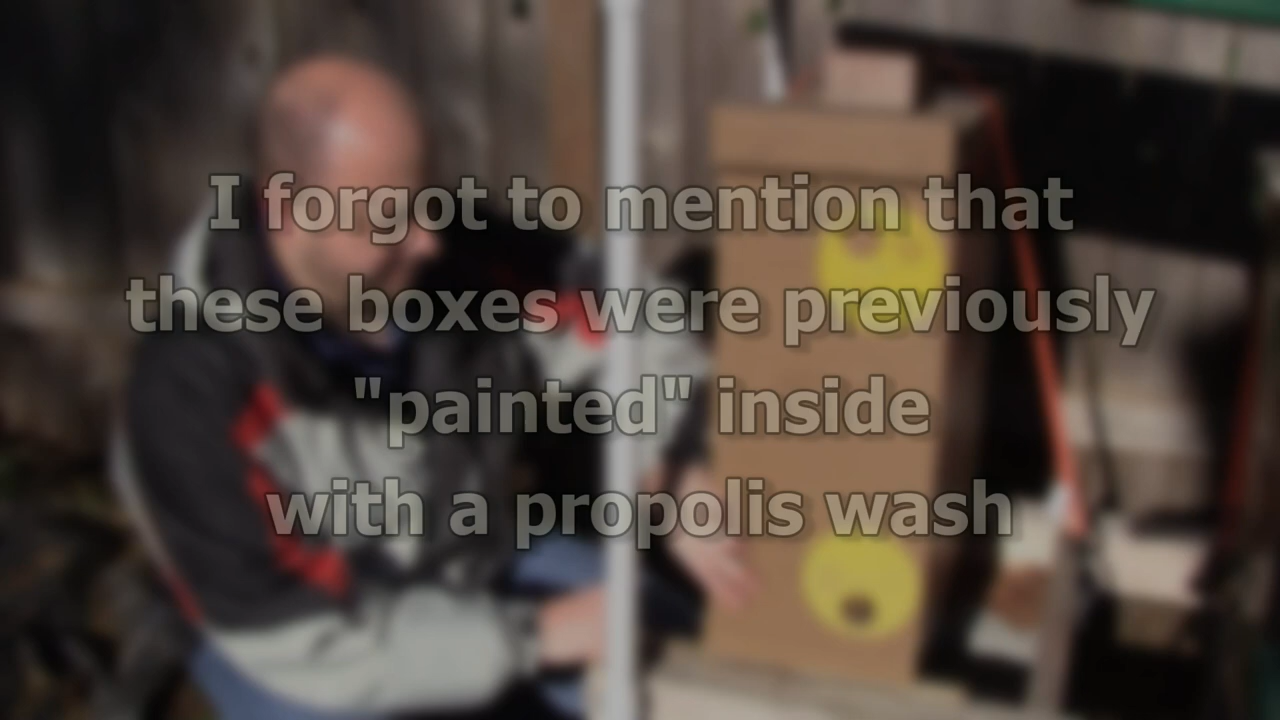 I forgot to mention that
these boxes were previously
"painted" inside
with a propolis wash